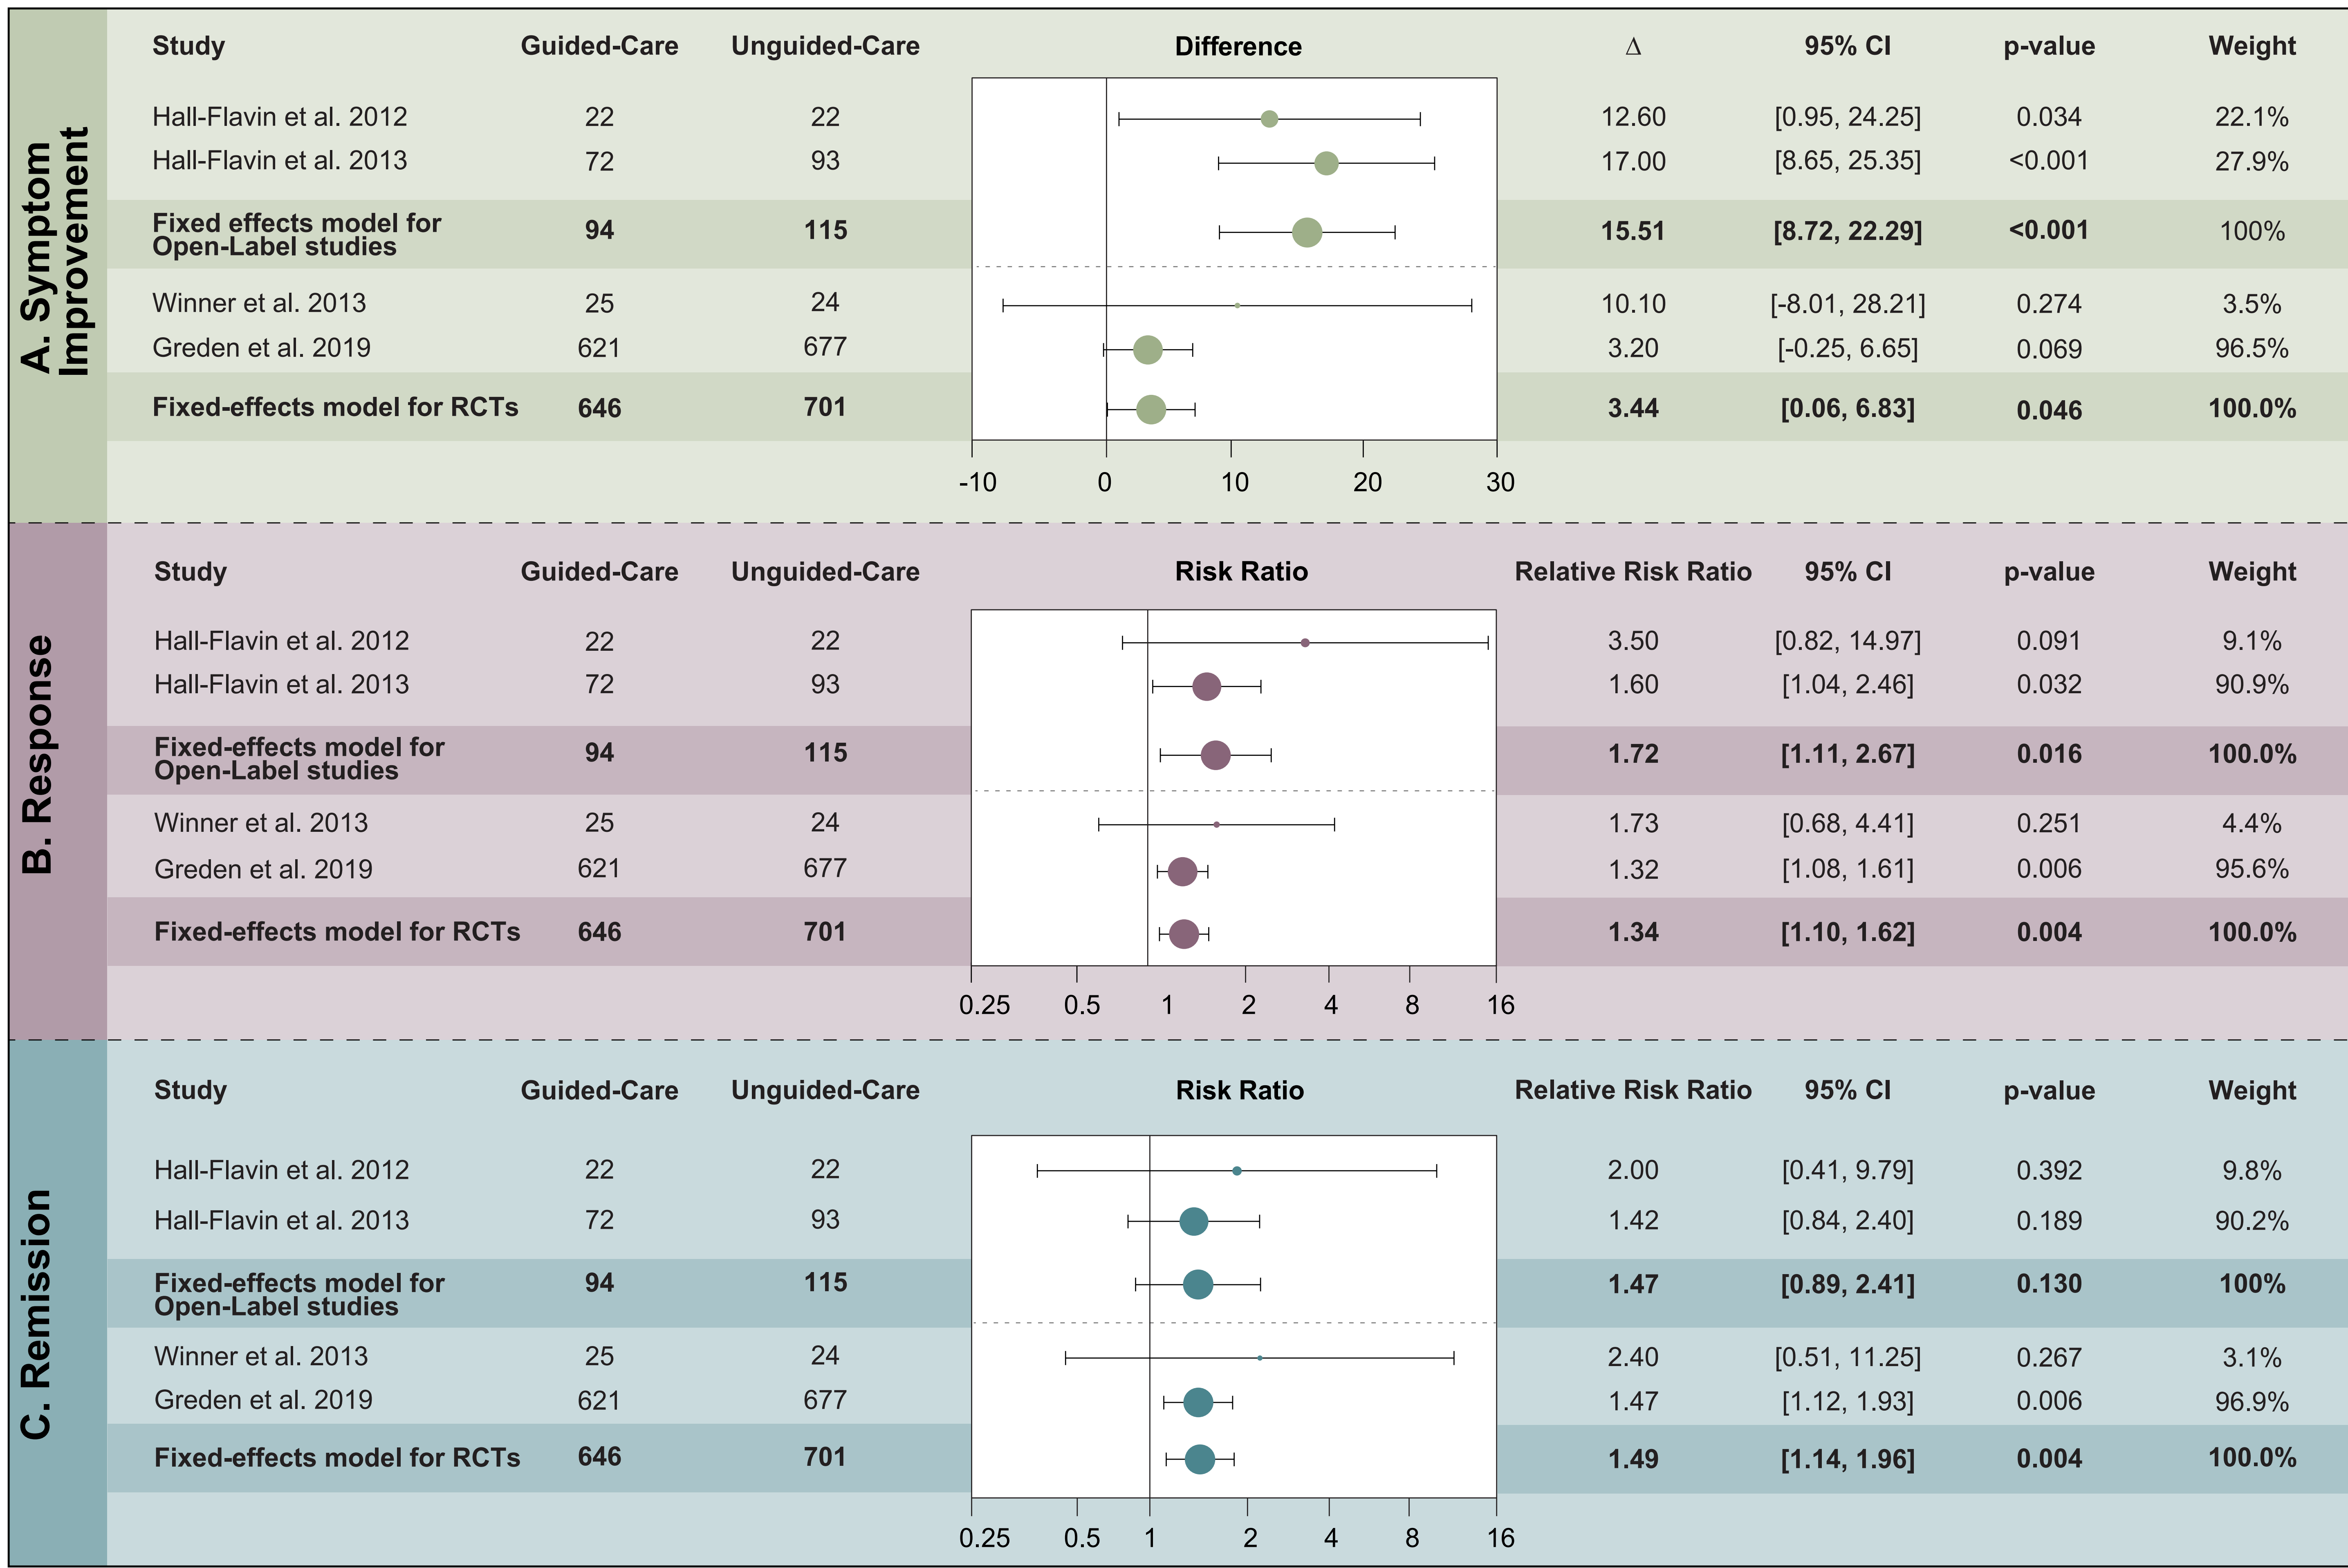 A. Symptom
Improvement
Study Guided-Care Unguided-Care Difference Δ 95% CI p-value Weight
Hall-Flavin et al. 2012 22 22 12.60 [0.95, 24.25] 0.034 22.1%
Hall-Flavin et al. 2013 72 93 17.00 [8.65, 25.35] <0.001 27.9%
Fixed effects model for
Open-Label studies 94 115 15.51 [8.72, 22.29] <0.001 100%
Winner et al. 2013 25 24 10.10 [-8.01, 28.21] 0.274 3.5%
Greden et al. 2019 621 677 3.20 [-0.25, 6.65] 0.069 96.5%
Fixed-effects model for RCTs 646 701 3.44 [0.06, 6.83] 0.046 100.0%
-10 0 10 20 30
B. Response
Study Guided-Care Unguided-Care Risk Ratio Relative Risk Ratio 95% CI p-value Weight
Hall-Flavin et al. 2012 22 22 3.50 [0.82, 14.97] 0.091 9.1%
Hall-Flavin et al. 2013 72 93 1.60 [1.04, 2.46] 0.032 90.9%
Fixed-effects model for
Open-Label studies 94 115 1.72 [1.11, 2.67] 0.016 100.0%
Winner et al. 2013 25 24 1.73 [0.68, 4.41] 0.251 4.4%
Greden et al. 2019 621 677 1.32 [1.08, 1.61] 0.006 95.6%
Fixed-effects model for RCTs 646 701 1.34 [1.10, 1.62] 0.004 100.0%
0.25 0.5 1 2 4 8 16
C. Remission
Study Guided-Care Unguided-Care Risk Ratio Relative Risk Ratio 95% CI p-value Weight
Hall-Flavin et al. 2012 22 22 2.00 [0.41, 9.79] 0.392 9.8%
Hall-Flavin et al. 2013 72 93 1.42 [0.84, 2.40] 0.189 90.2%
Fixed-effects model for
Open-Label studies 94 115 1.47 [0.89, 2.41] 0.130 100%
Winner et al. 2013 25 24 2.40 [0.51, 11.25] 0.267 3.1%
Greden et al. 2019 621 677 1.47 [1.12, 1.93] 0.006 96.9%
Fixed-effects model for RCTs 646 701 1.49 [1.14, 1.96] 0.004 100.0%
0.25 0.5 1 2 4 8 16